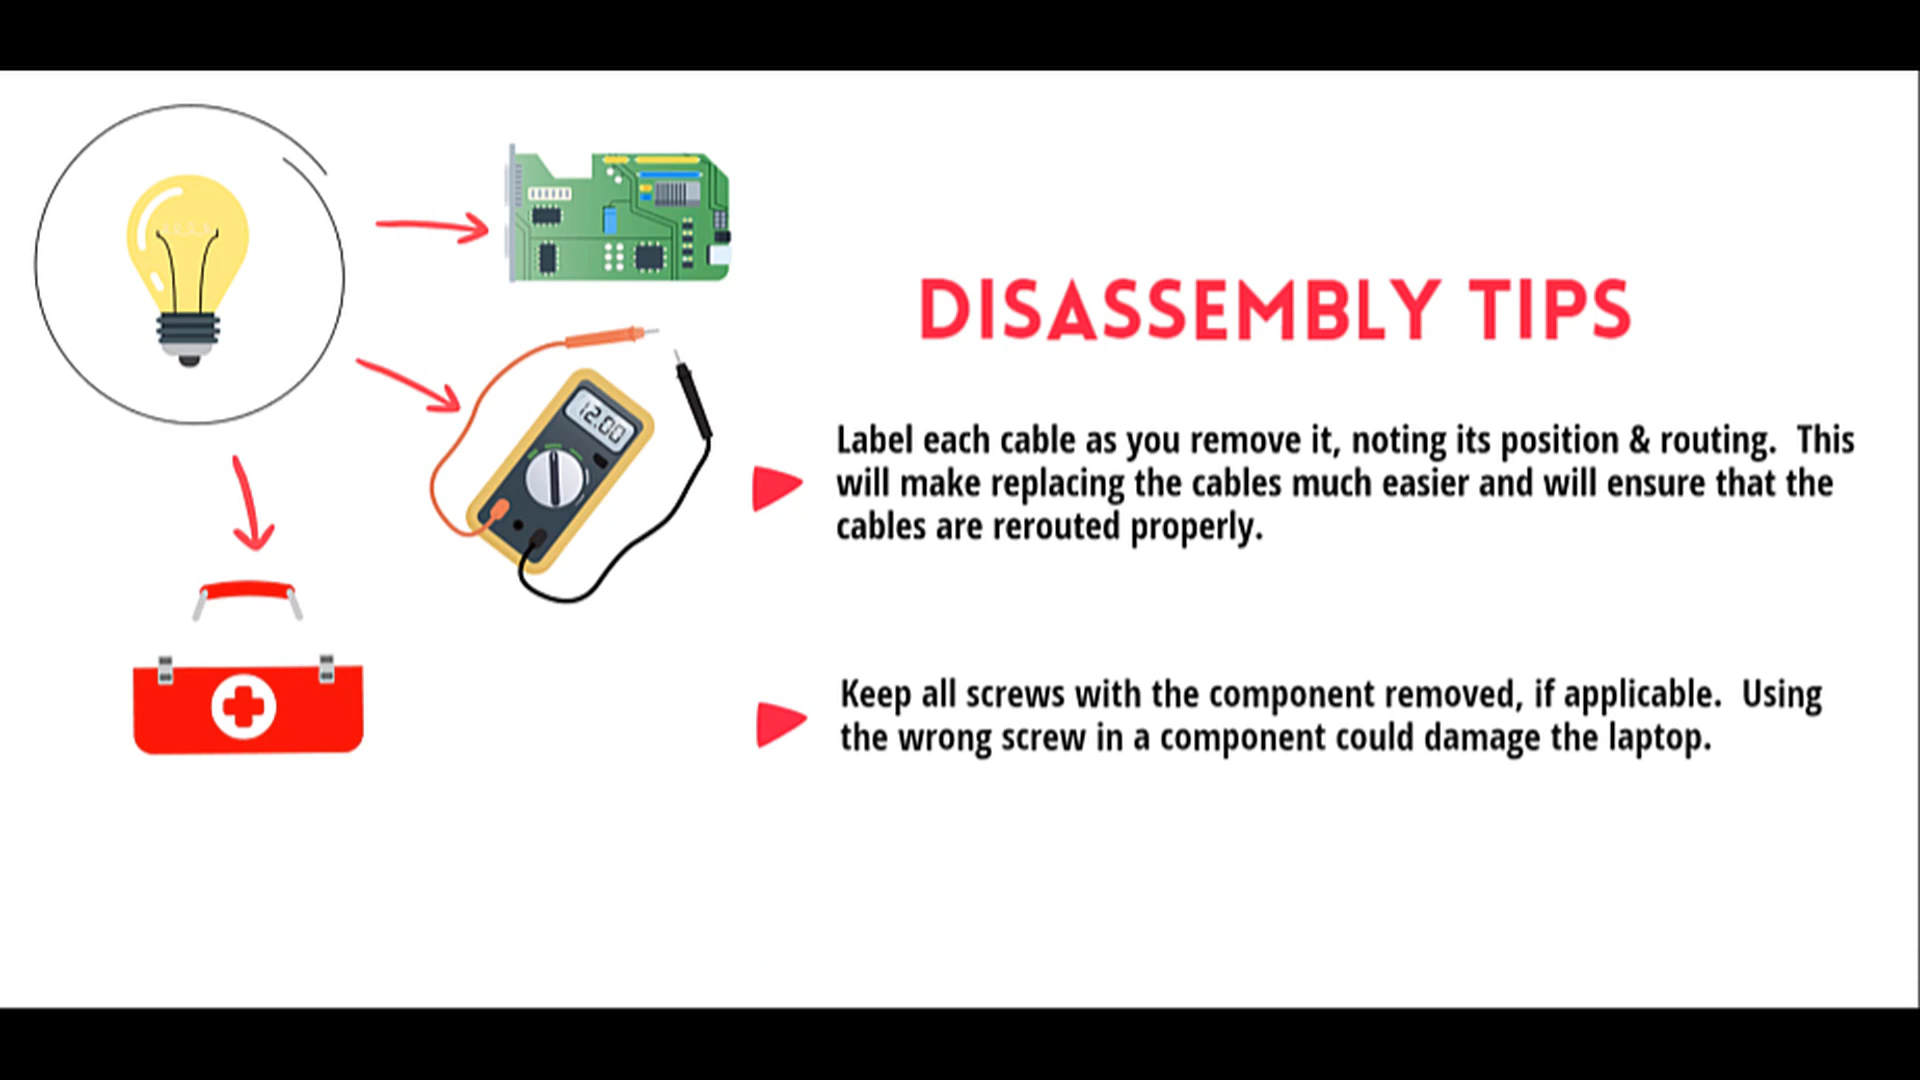 DISASSEMBLY TIPS
12.00
Label each cable as you remove it, noting its position & routing. This
will make replacing the cables much easier and will ensure that the
cables are rerouted properly.
Keep all screws with the component removed, if applicable. Using
the wrong screw in a component could damage the laptop.